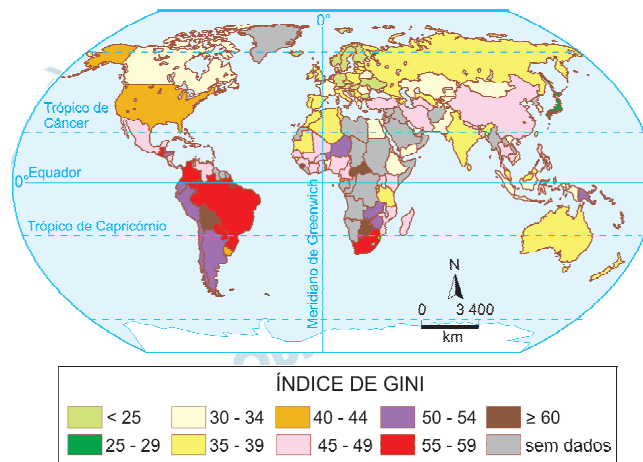 0°
Trópico de
Câncer
Equador
0°
Trópico de Capricórnio
Meridiano de Greenwich
N
0 3 400
km
ÍNDICE DE GINI
< 25 30 - 34 40 - 44 50 - 54 ≥ 60
25 - 29 35 - 39 45 - 49 55 - 59 sem dados